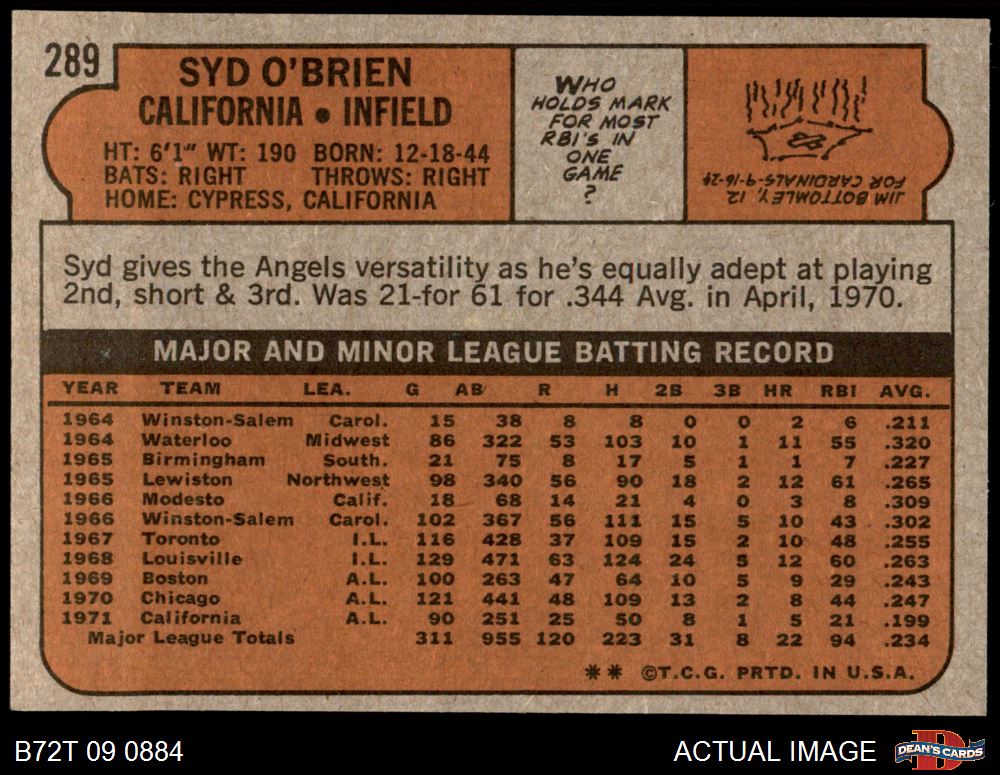 289
SYD O'BRIEN
CALIFORNIA • INFIELD
HT: 6'1" WT: 190 BORN: 12-18-44
BATS: RIGHT THROWS: RIGHT
HOME: CYPRESS, CALIFORNIA
WHO
HOLDS MARK
FOR MOST
RBI'S IN
ONE
GAME
?
JIM BOTTOMLEY, 12
FOR CARDINALS-9-16-24
Syd gives the Angels versatility as he's equally adept at playing
2nd, short & 3rd. Was 21-for 61 for .344 Avg. in April, 1970.
MAJOR AND MINOR LEAGUE BATTING RECORD
YEAR TEAM LEA. G AB R H 2B 3B HR RBI AVG.
1964 Winston-Salem Carol. 15 38 8 8 0 0 2 6 .211
1964 Waterloo Midwest 86 322 53 103 10 1 11 55 .320
1965 Birmingham South. 21 75 8 17 5 1 1 7 .227
1965 Lewiston Northwest 98 340 56 90 18 2 12 61 .265
1966 Modesto Calif. 18 68 14 21 4 0 3 8 .309
1966 Winston-Salem Carol. 102 367 56 111 15 5 10 43 .302
1967 Toronto I.L. 116 428 37 109 15 2 10 48 .255
1968 Louisville I.L. 129 471 63 124 24 5 12 60 .263
1969 Boston A.L. 100 263 47 64 10 5 9 29 .243
1970 Chicago A.L. 121 441 48 109 13 2 8 44 .247
1971 California A.L. 90 251 25 50 8 1 5 21 .199
Major League Totals 311 955 120 223 31 8 22 94 .234
** ©T.C.G. PRTD. IN U.S.A.
B72T 09 0884
ACTUAL IMAGE
DEAN'S CARDS